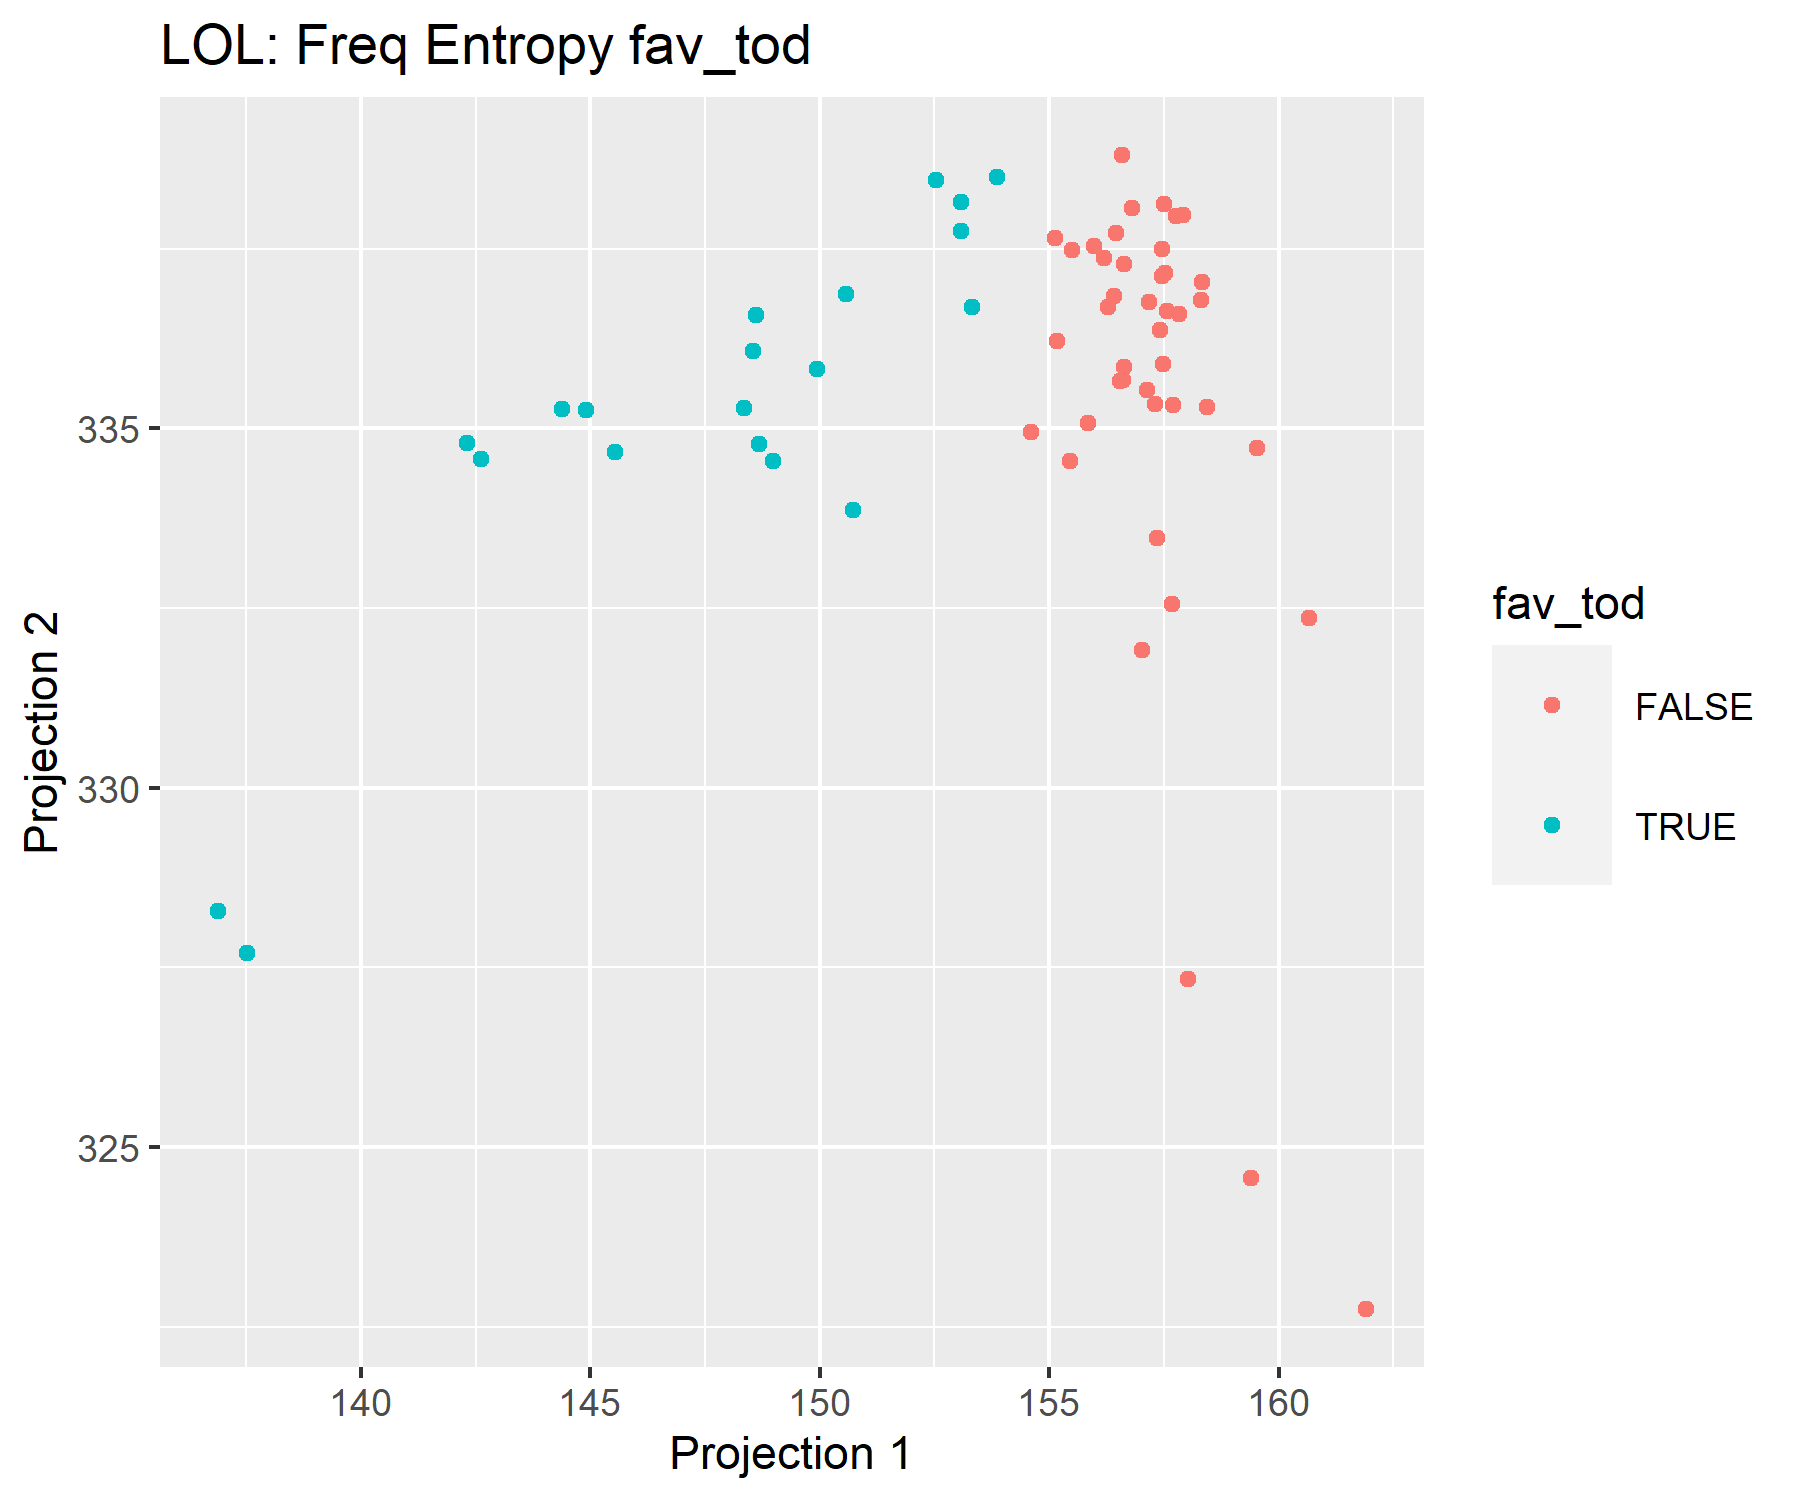 LOL: Freq Entropy fav_tod
335
330
325
Projection 2
140 145 150 155 160
Projection 1
fav_tod
FALSE
TRUE